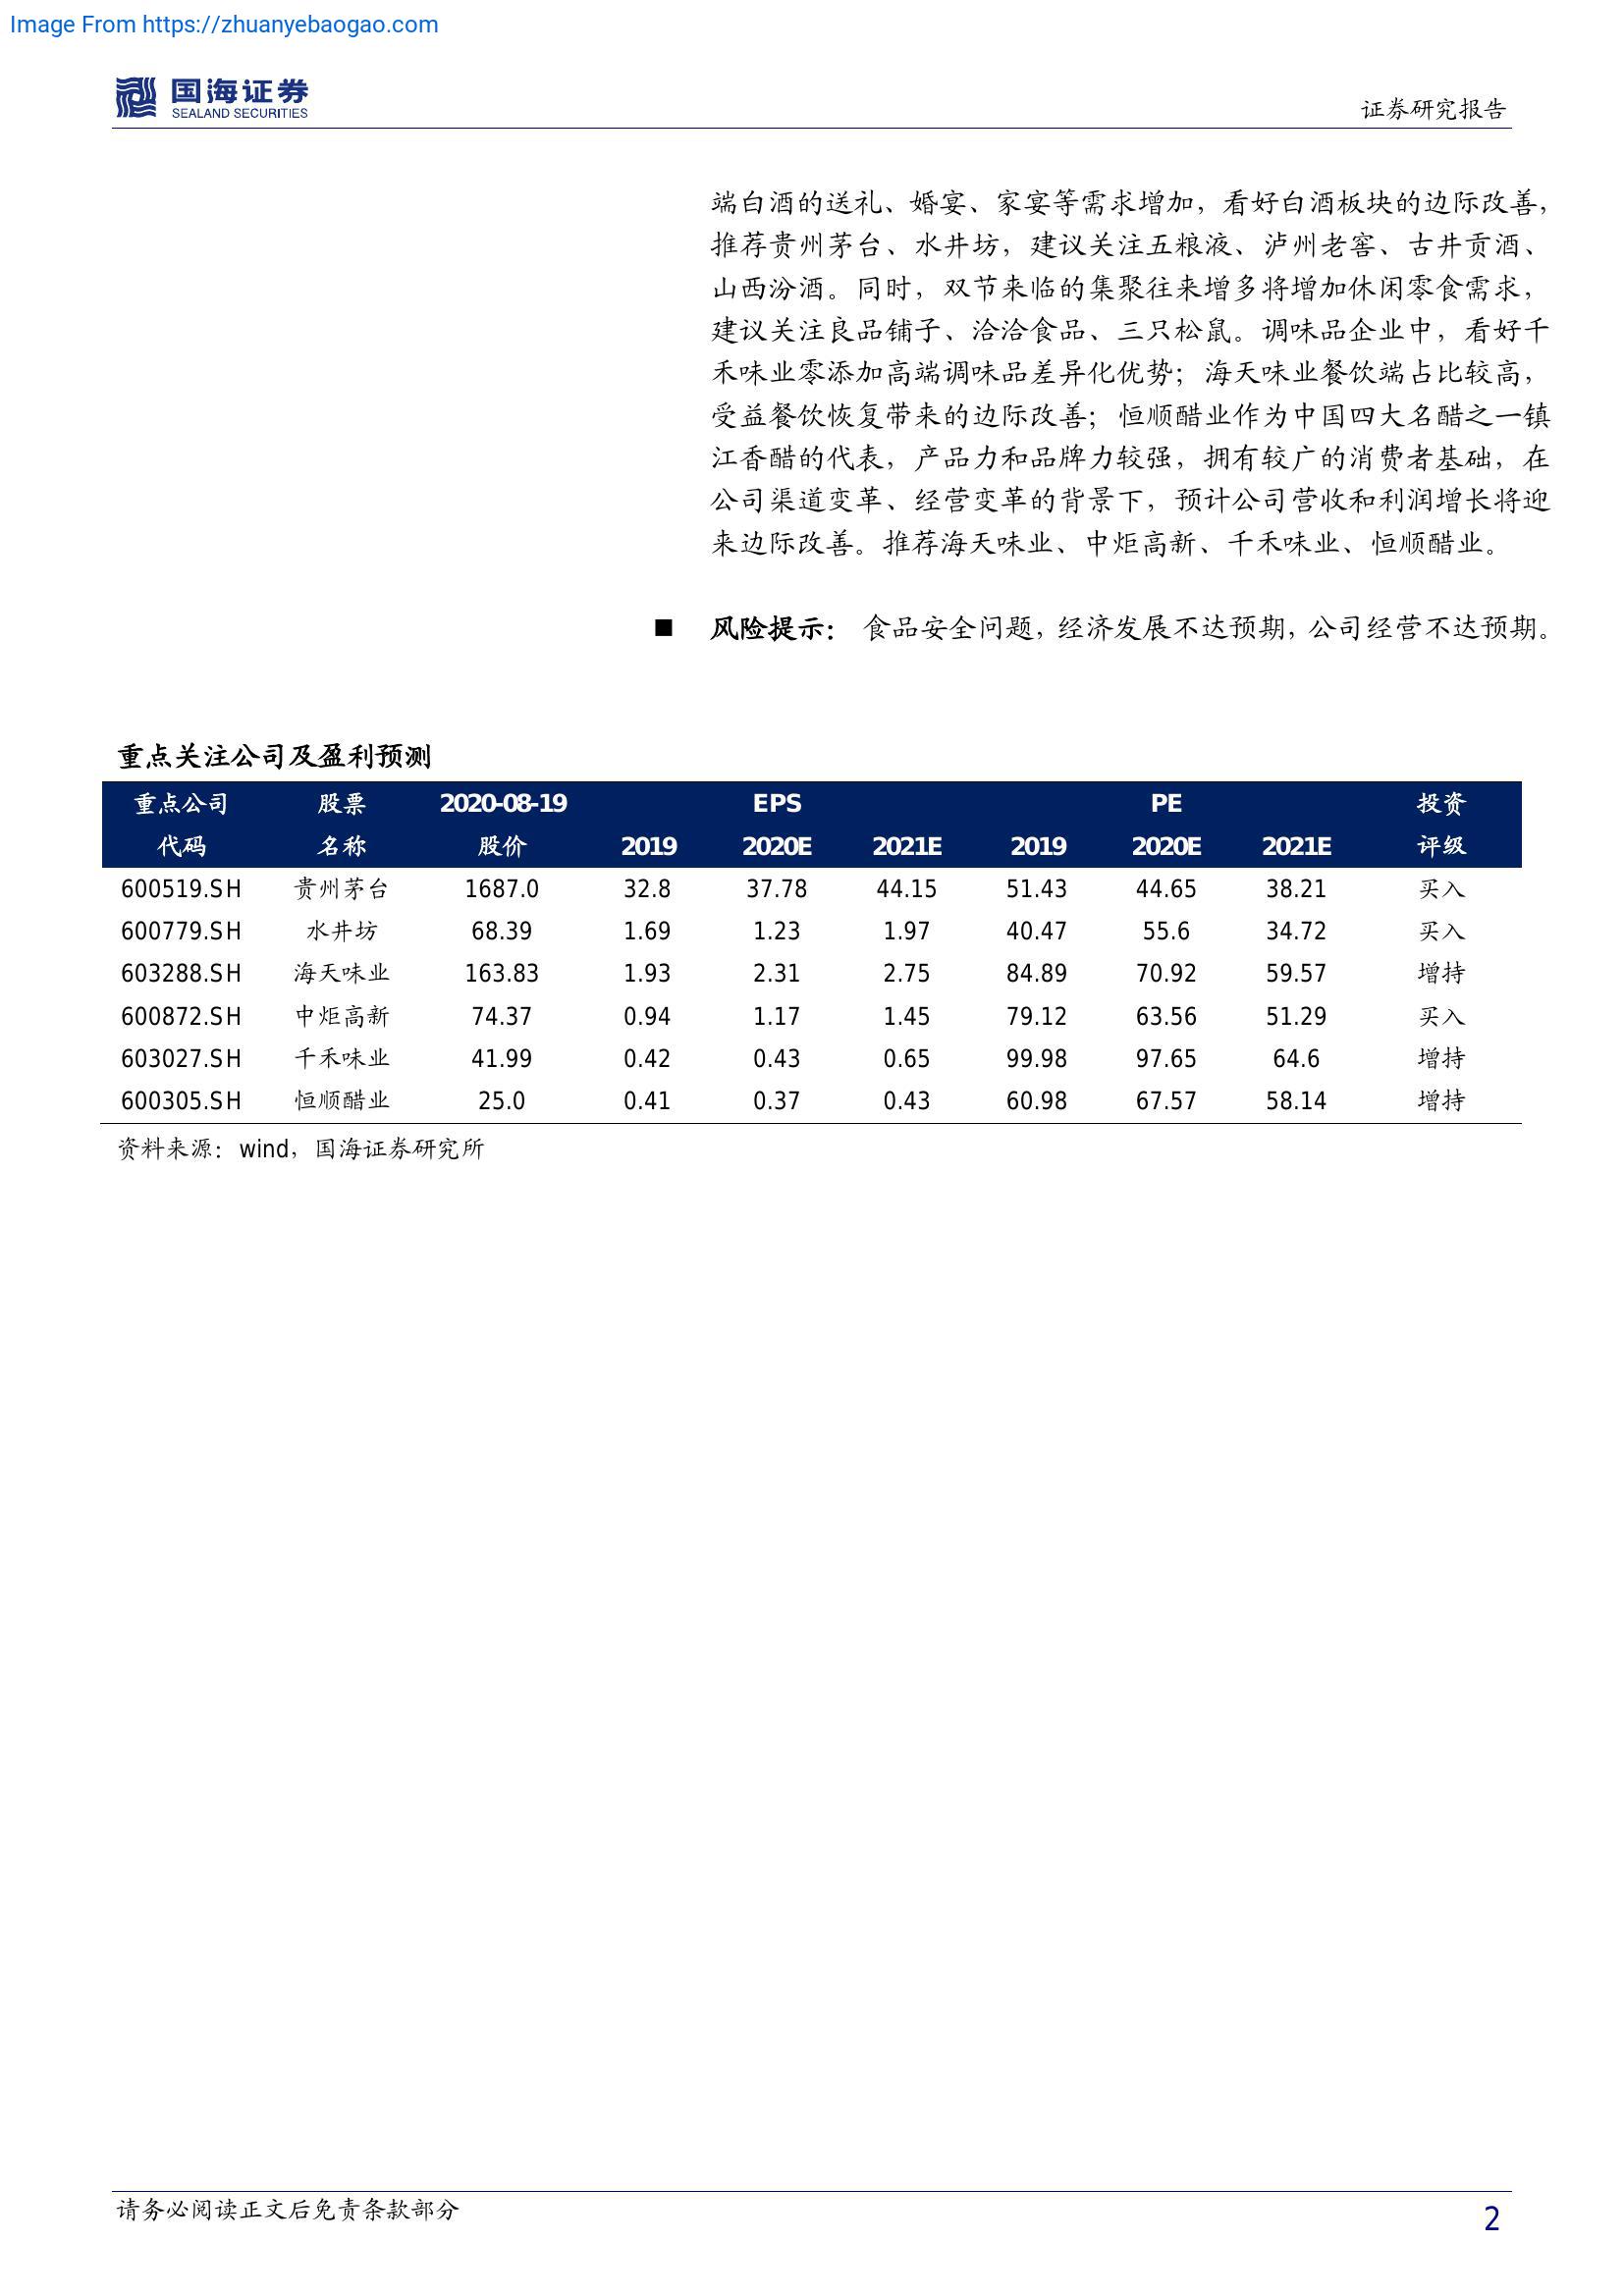 Image From https://zhuanyebaogao.com
国海证券
SEALAND SECURITIES
证券研究报告
端白酒的送礼、婚宴、家宴等需求增加，看好白酒板块的边际改善，
推荐贵州茅台、水井坊，建议关注五粮液、泸州老窖、古井贡酒、
山西汾酒。同时，双节来临的集聚往来增多将增加休闲零食需求，
建议关注良品铺子、洽洽食品、三只松鼠。调味品企业中，看好千
禾味业零添加高端调味品差异化优势；海天味业餐饮端占比较高，
受益餐饮恢复带来的边际改善；恒顺醋业作为中国四大名醋之一镇
江香醋的代表，产品力和品牌力较强，拥有较广的消费者基础，在
公司渠道变革、经营变革的背景下，预计公司营收和利润增长将迎
来边际改善。推荐海天味业、中炬高新、千禾味业、恒顺醋业。
■ 风险提示： 食品安全问题，经济发展不达预期，公司经营不达预期。
重点关注公司及盈利预测
重点公司 股票 2020-08-19 EPS PE 投资
代码 名称 股价 2019 2020E 2021E 2019 2020E 2021E 评级
600519.SH 贵州茅台 1687.0 32.8 37.78 44.15 51.43 44.65 38.21 买入
600779.SH 水井坊 68.39 1.69 1.23 1.97 40.47 55.6 34.72 买入
603288.SH 海天味业 163.83 1.93 2.31 2.75 84.89 70.92 59.57 增持
600872.SH 中炬高新 74.37 0.94 1.17 1.45 79.12 63.56 51.29 买入
603027.SH 千禾味业 41.99 0.42 0.43 0.65 99.98 97.65 64.6 增持
600305.SH 恒顺醋业 25.0 0.41 0.37 0.43 60.98 67.57 58.14 增持
资料来源：wind，国海证券研究所
请务必阅读正文后免责条款部分
2